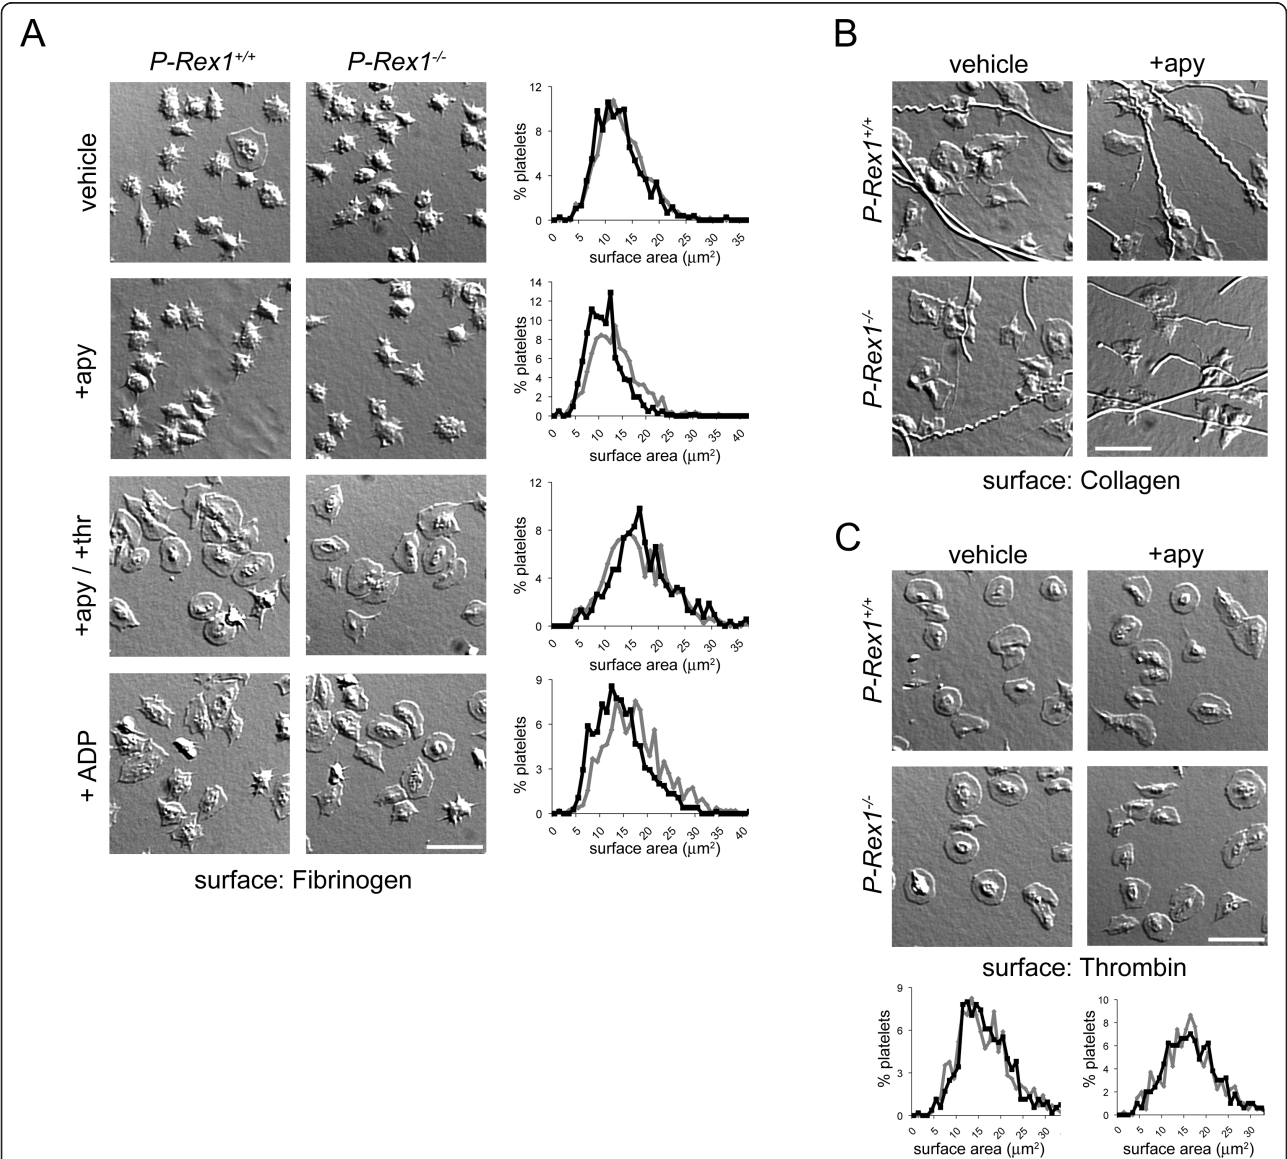 A
P-Rex1+/+
P-Rex1-/-
vehicle
12
8
4
0
% platelets
0 5 10 15 20 25 30 35
surface area (μm²)
+apy
14
12
10
8
6
4
2
0
% platelets
0 5 10 15 20 25 30 35 40
surface area (μm²)
+apy / +thr
12
8
4
0
% platelets
0 5 10 15 20 25 30 35
surface area (μm²)
+ ADP
9
6
3
0
% platelets
0 5 10 15 20 25 30 35 40
surface area (μm²)
surface: Fibrinogen
B
vehicle
+apy
P-Rex1+/+
P-Rex1-/-
surface: Collagen
C
vehicle
+apy
P-Rex1+/+
P-Rex1-/-
surface: Thrombin
9
6
3
0
% platelets
0 5 10 15 20 25 30
surface area (μm²)
10
8
6
4
2
0
% platelets
0 5 10 15 20 25 30
surface area (μm²)